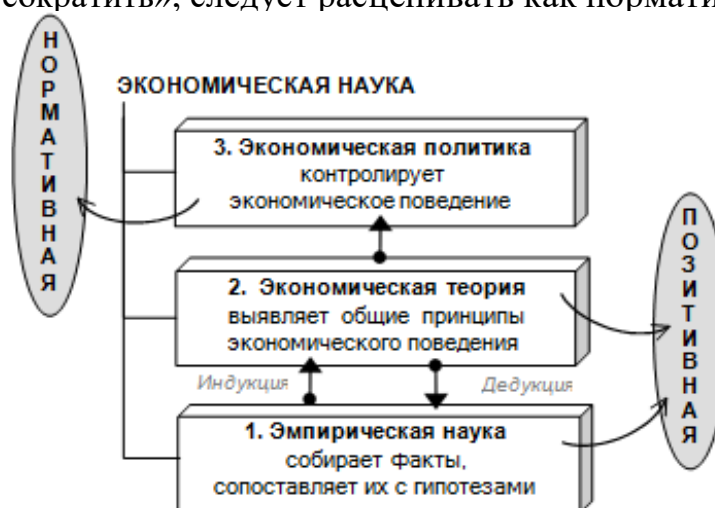 сократить», следует расценивать как нормати
НОРМАТИВНАЯ
ЭКОНОМИЧЕСКАЯ НАУКА
3. Экономическая политика
контролирует
экономическое поведение
ПОЗИТИВНАЯ
2. Экономическая теория
выявляет общие принципы
экономического поведения
Индукция
Дедукция
1. Эмпирическая наука
собирает факты,
сопоставляет их с гипотезами